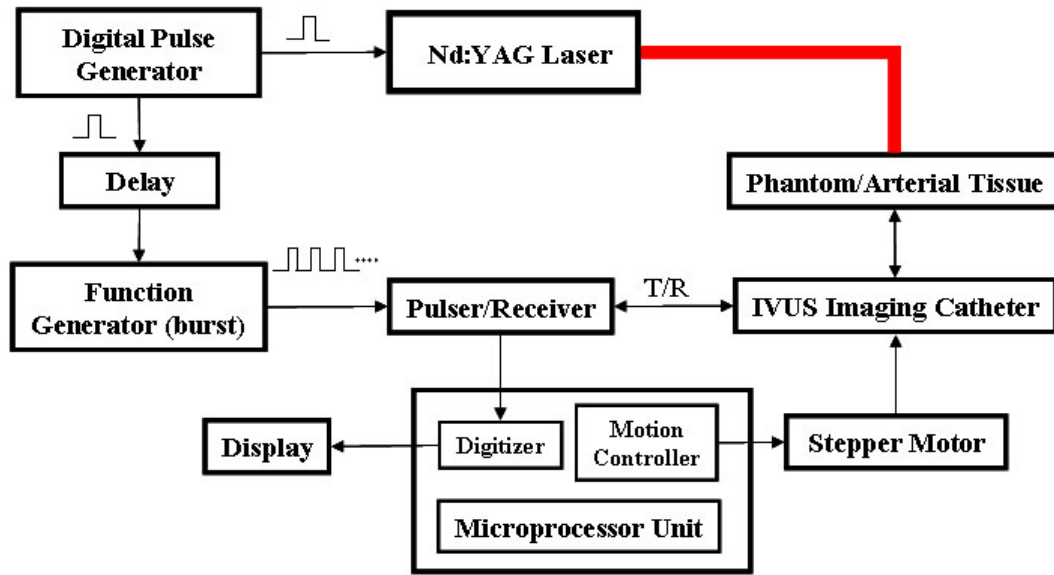 Digital Pulse
Generator
Nd:YAG Laser
Delay
Phantom/Arterial Tissue
Function
Generator (burst)
....
Pulser/Receiver
T/R
IVUS Imaging Catheter
Display
Digitizer
Motion
Controller
Stepper Motor
Microprocessor Unit